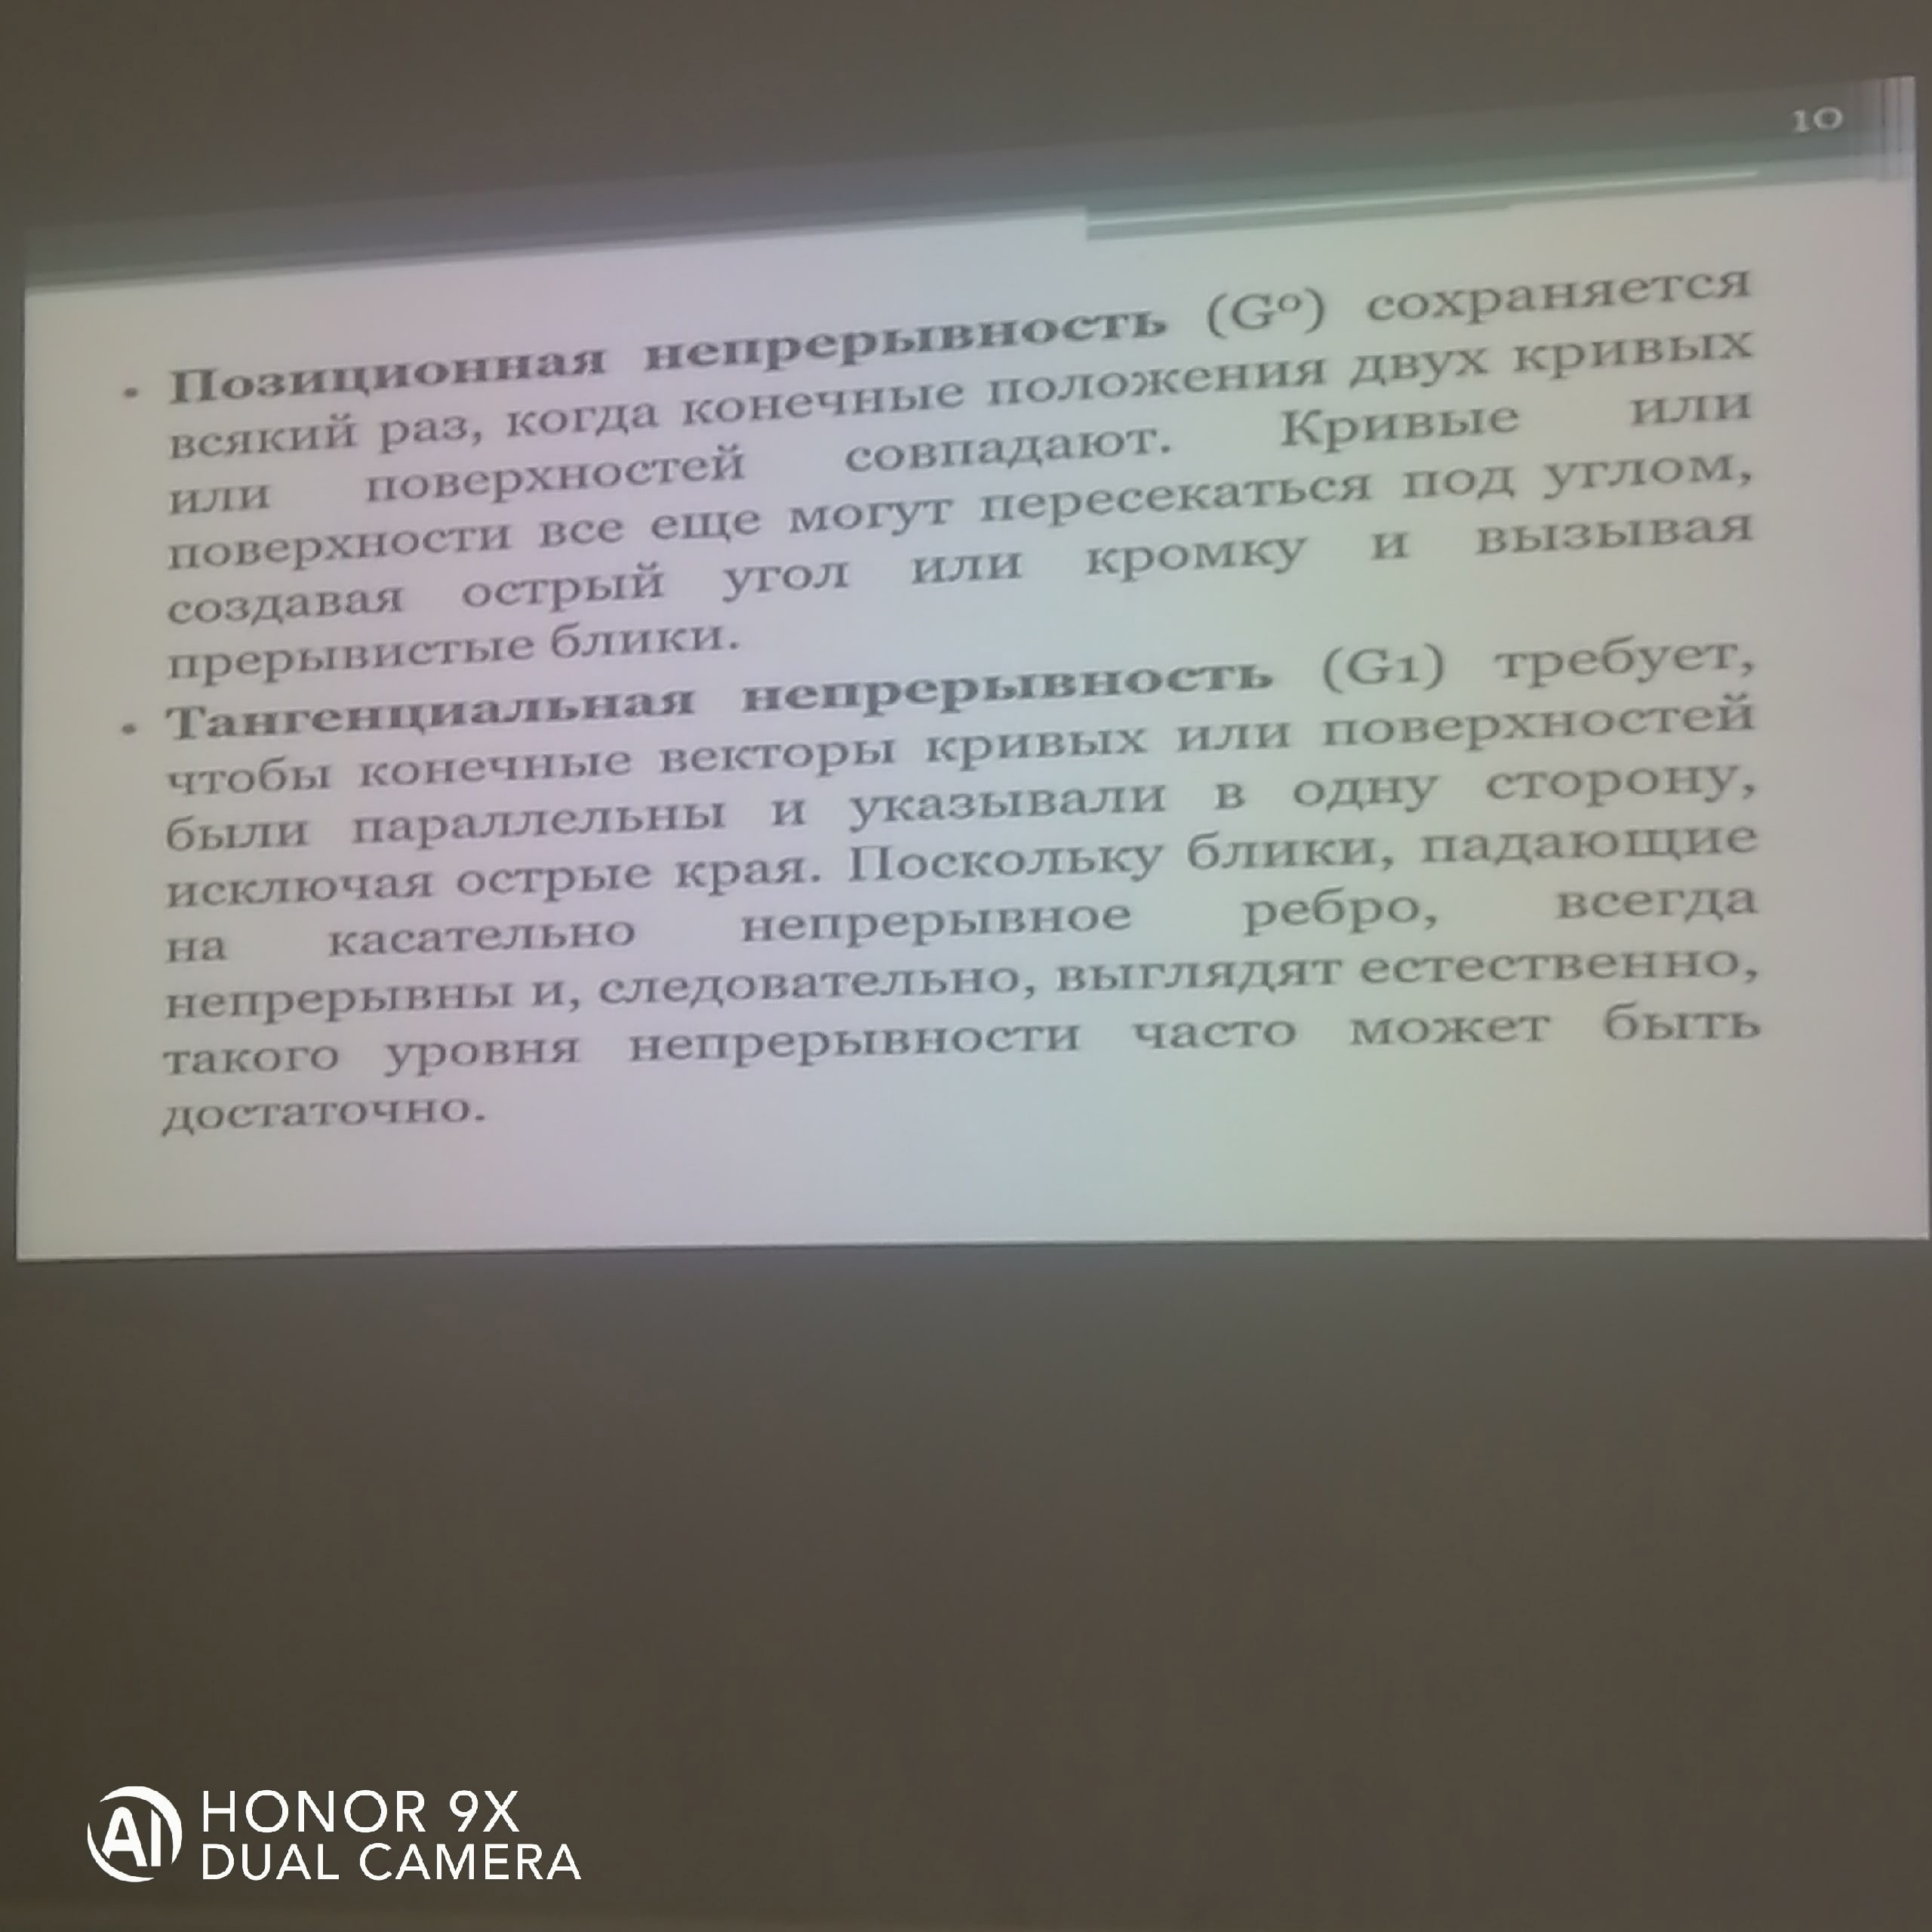 10
• Позиционная непрерывность (G⁰) сохраняется
всякий раз, когда конечные положения двух кривых
или поверхностей совпадают. Кривые или
поверхности все еще могут пересекаться под углом,
создавая острый угол или кромку и вызывая
прерывистые блики.
• Тангенциальная непрерывность (G1) требует,
чтобы конечные векторы кривых или поверхностей
были параллельны и указывали в одну сторону,
исключая острые края. Поскольку блики, падающие
на касательно непрерывное ребро, всегда
непрерывны и, следовательно, выглядят естественно,
такого уровня непрерывности часто может быть
достаточно.
AI HONOR 9X
DUAL CAMERA